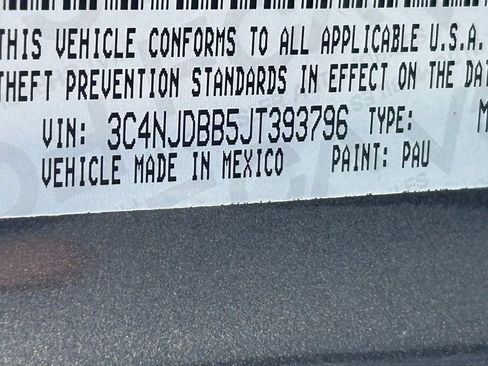 THIS VEHICLE CONFORMS TO ALL APPLICABLE U.S.A.
THEFT PREVENTION STANDARDS IN EFFECT ON THE
VIN: 3C4NJDBB5JT393796 TYPE:
VEHICLE MADE IN MEXICO PAINT: PAU